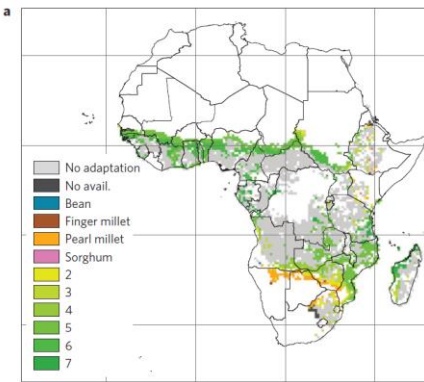 a
No adaptation
No avail.
Bean
Finger millet
Pearl millet
Sorghum
2
3
4
5
6
7